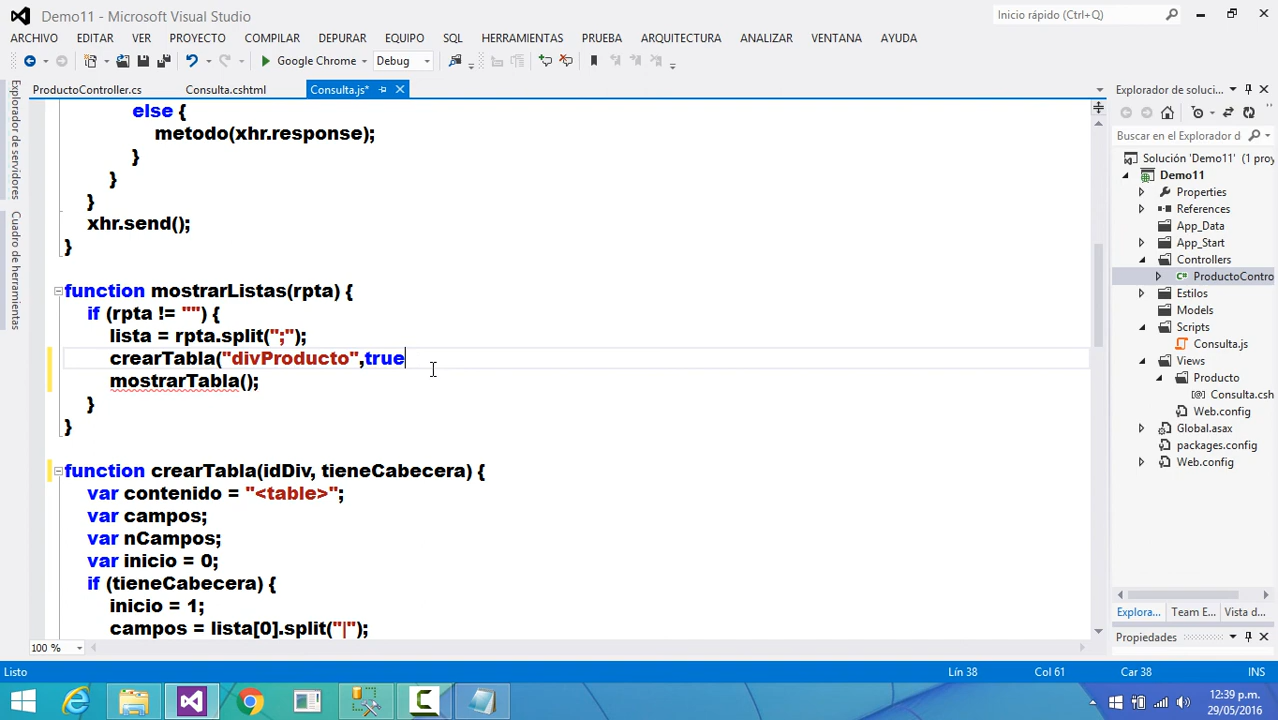 Demo11 - Microsoft Visual Studio
Inicio rápido (Ctrl+Q)
ARCHIVO EDITAR VER PROYECTO COMPILAR DEPURAR EQUIPO SQL HERRAMIENTAS PRUEBA ARQUITECTURA ANALIZAR VENTANA AYUDA
Google Chrome Debug
ProductoController.cs Consulta.cshtml Consulta.js*
Explorador de servidores
Cuadro de herramientas
else {
metodo(xhr.response);
}
}
}
xhr.send();
}
function mostrarListas(rpta) {
if (rpta != "") {
lista = rpta.split(";");
crearTabla("divProducto",true
mostrarTabla();
}
}
function crearTabla(idDiv, tieneCabecera) {
var contenido = "<table>";
var campos;
var nCampos;
var inicio = 0;
if (tieneCabecera) {
inicio = 1;
campos = lista[0].split("|");
100 %
Explorador de soluci...
Buscar en el Explorador d
Solución 'Demo11' (1 proy
Demo11
Properties
References
App_Data
App_Start
Controllers
C# ProductoContro
Estilos
Models
Scripts
Consulta.js
Views
Producto
[@] Consulta.csh
Web.config
Global.asax
packages.config
Web.config
Explora... Team E... Vista d...
Propiedades
Listo Lín 38 Col 61 Car 38 INS
12:39 p.m.
29/05/2016